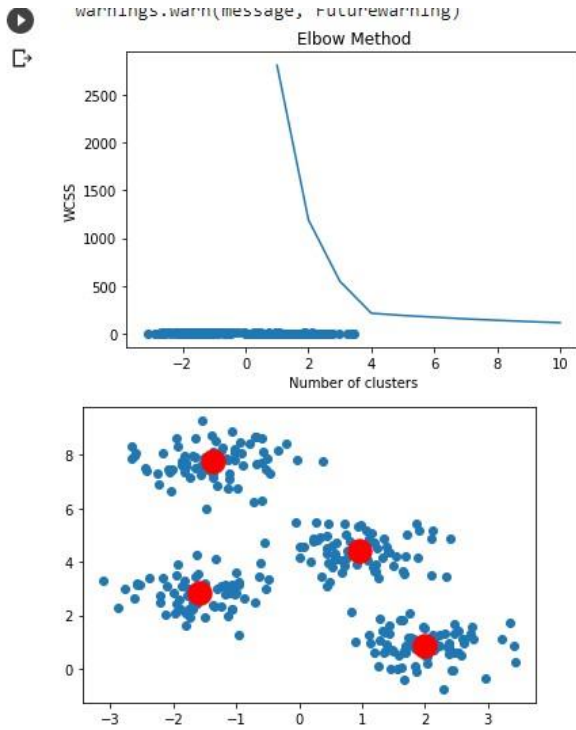 warnings.warn(message, FutureWarning)
Elbow Method
2500
2000
1500
1000
500
0
WCSS
−2 0 2 4 6 8 10
Number of clusters
8
6
4
2
0
−3 −2 −1 0 1 2 3